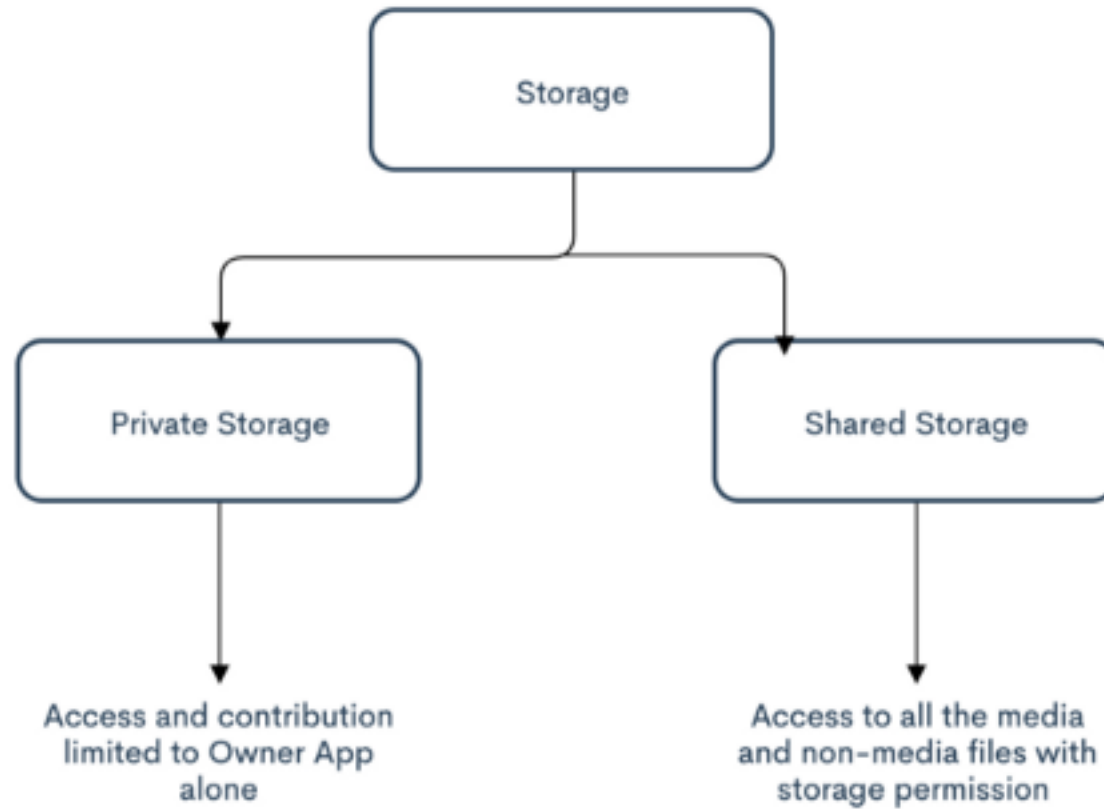 Storage
Private Storage
Shared Storage
Access and contribution
limited to Owner App
alone
Access to all the media
and non-media files with
storage permission